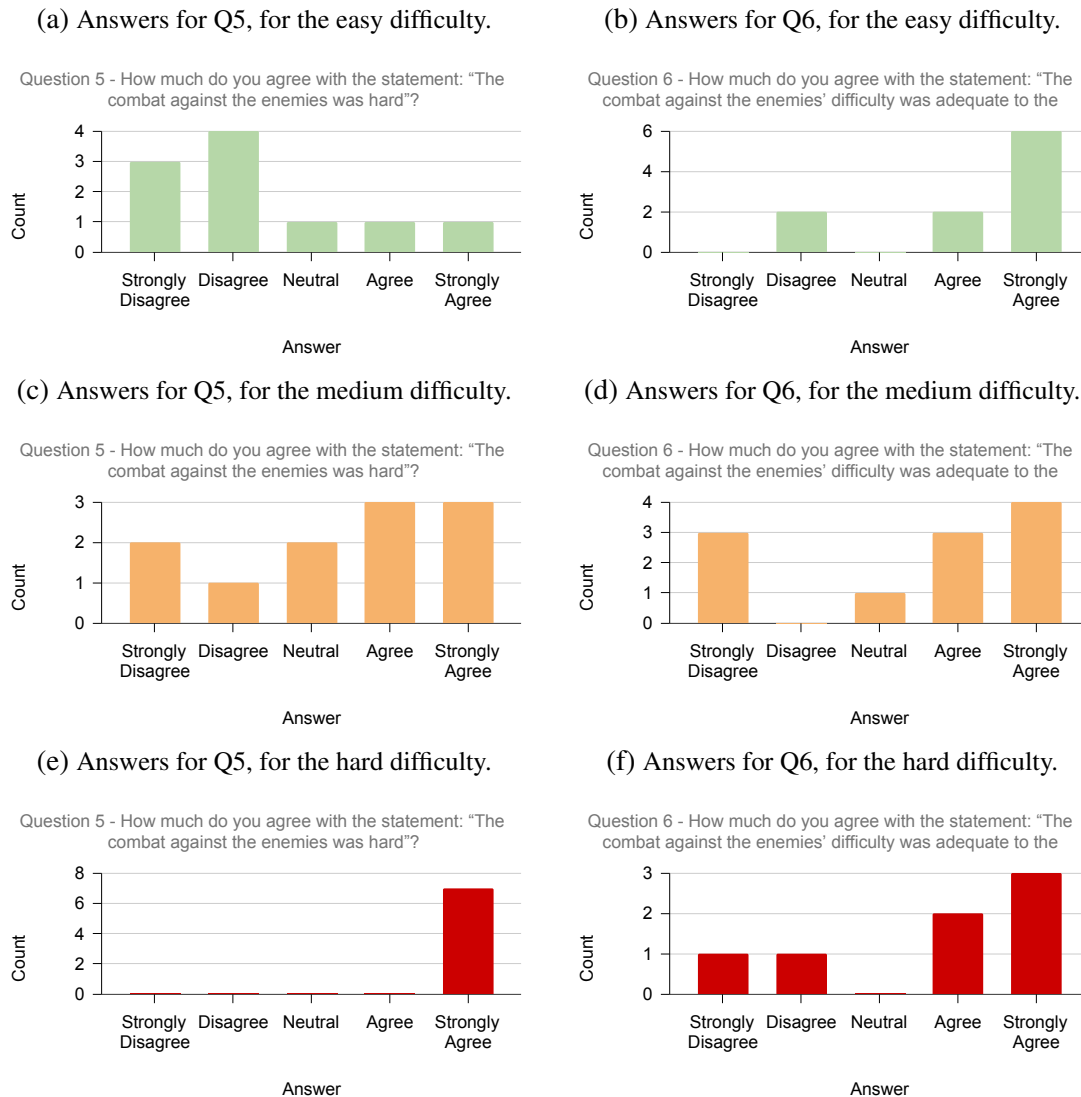 (a) Answers for Q5, for the easy difficulty.
Question 5 - How much do you agree with the statement: “The
combat against the enemies was hard”?
4
3
2
1
0
Count
Strongly Disagree Neutral Agree Strongly
Disagree Agree
Answer
(b) Answers for Q6, for the easy difficulty.
Question 6 - How much do you agree with the statement: “The
combat against the enemies’ difficulty was adequate to the
6
4
2
0
Count
Strongly Disagree Neutral Agree Strongly
Disagree Agree
Answer
(c) Answers for Q5, for the medium difficulty.
Question 5 - How much do you agree with the statement: “The
combat against the enemies was hard”?
3
2
1
0
Count
Strongly Disagree Neutral Agree Strongly
Disagree Agree
Answer
(d) Answers for Q6, for the medium difficulty.
Question 6 - How much do you agree with the statement: “The
combat against the enemies’ difficulty was adequate to the
4
3
2
1
0
Count
Strongly Disagree Neutral Agree Strongly
Disagree Agree
Answer
(e) Answers for Q5, for the hard difficulty.
Question 5 - How much do you agree with the statement: “The
combat against the enemies was hard”?
8
6
4
2
0
Count
Strongly Disagree Neutral Agree Strongly
Disagree Agree
Answer
(f) Answers for Q6, for the hard difficulty.
Question 6 - How much do you agree with the statement: “The
combat against the enemies’ difficulty was adequate to the
3
2
1
0
Count
Strongly Disagree Neutral Agree Strongly
Disagree Agree
Answer